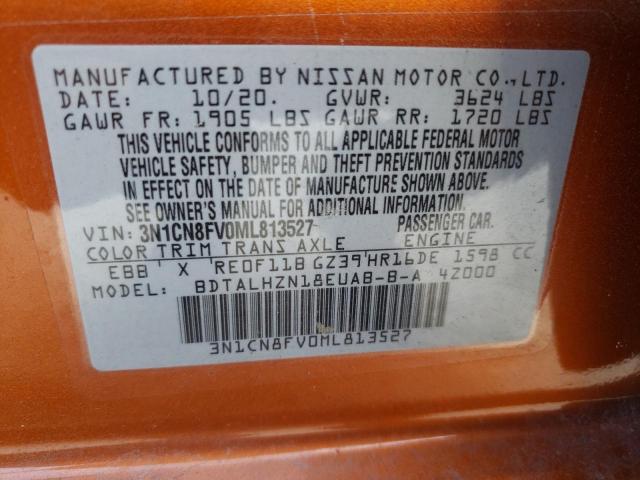 MANUFACTURED BY NISSAN MOTOR CO., LTD.
DATE: 10/20. GVWR: 3624 LBS
GAWR FR: 1905 LBS GAWR RR: 1720 LBS
THIS VEHICLE CONFORMS TO ALL APPLICABLE FEDERAL MOTOR
VEHICLE SAFETY, BUMPER AND THEFT PREVENTION STANDARDS
IN EFFECT ON THE DATE OF MANUFACTURE SHOWN ABOVE.
SEE OWNER'S MANUAL FOR ADDITIONAL INFORMATION.
VIN: 3N1CN8FV0ML813527 PASSENGER CAR.
COLOR TRIM TRANS AXLE ENGINE
EBB X RE0F11B GZ39 HR16DE 1598 CC
BDTALHZN18EUAB-B-A 4Z000
3N1CN8FV0ML813527